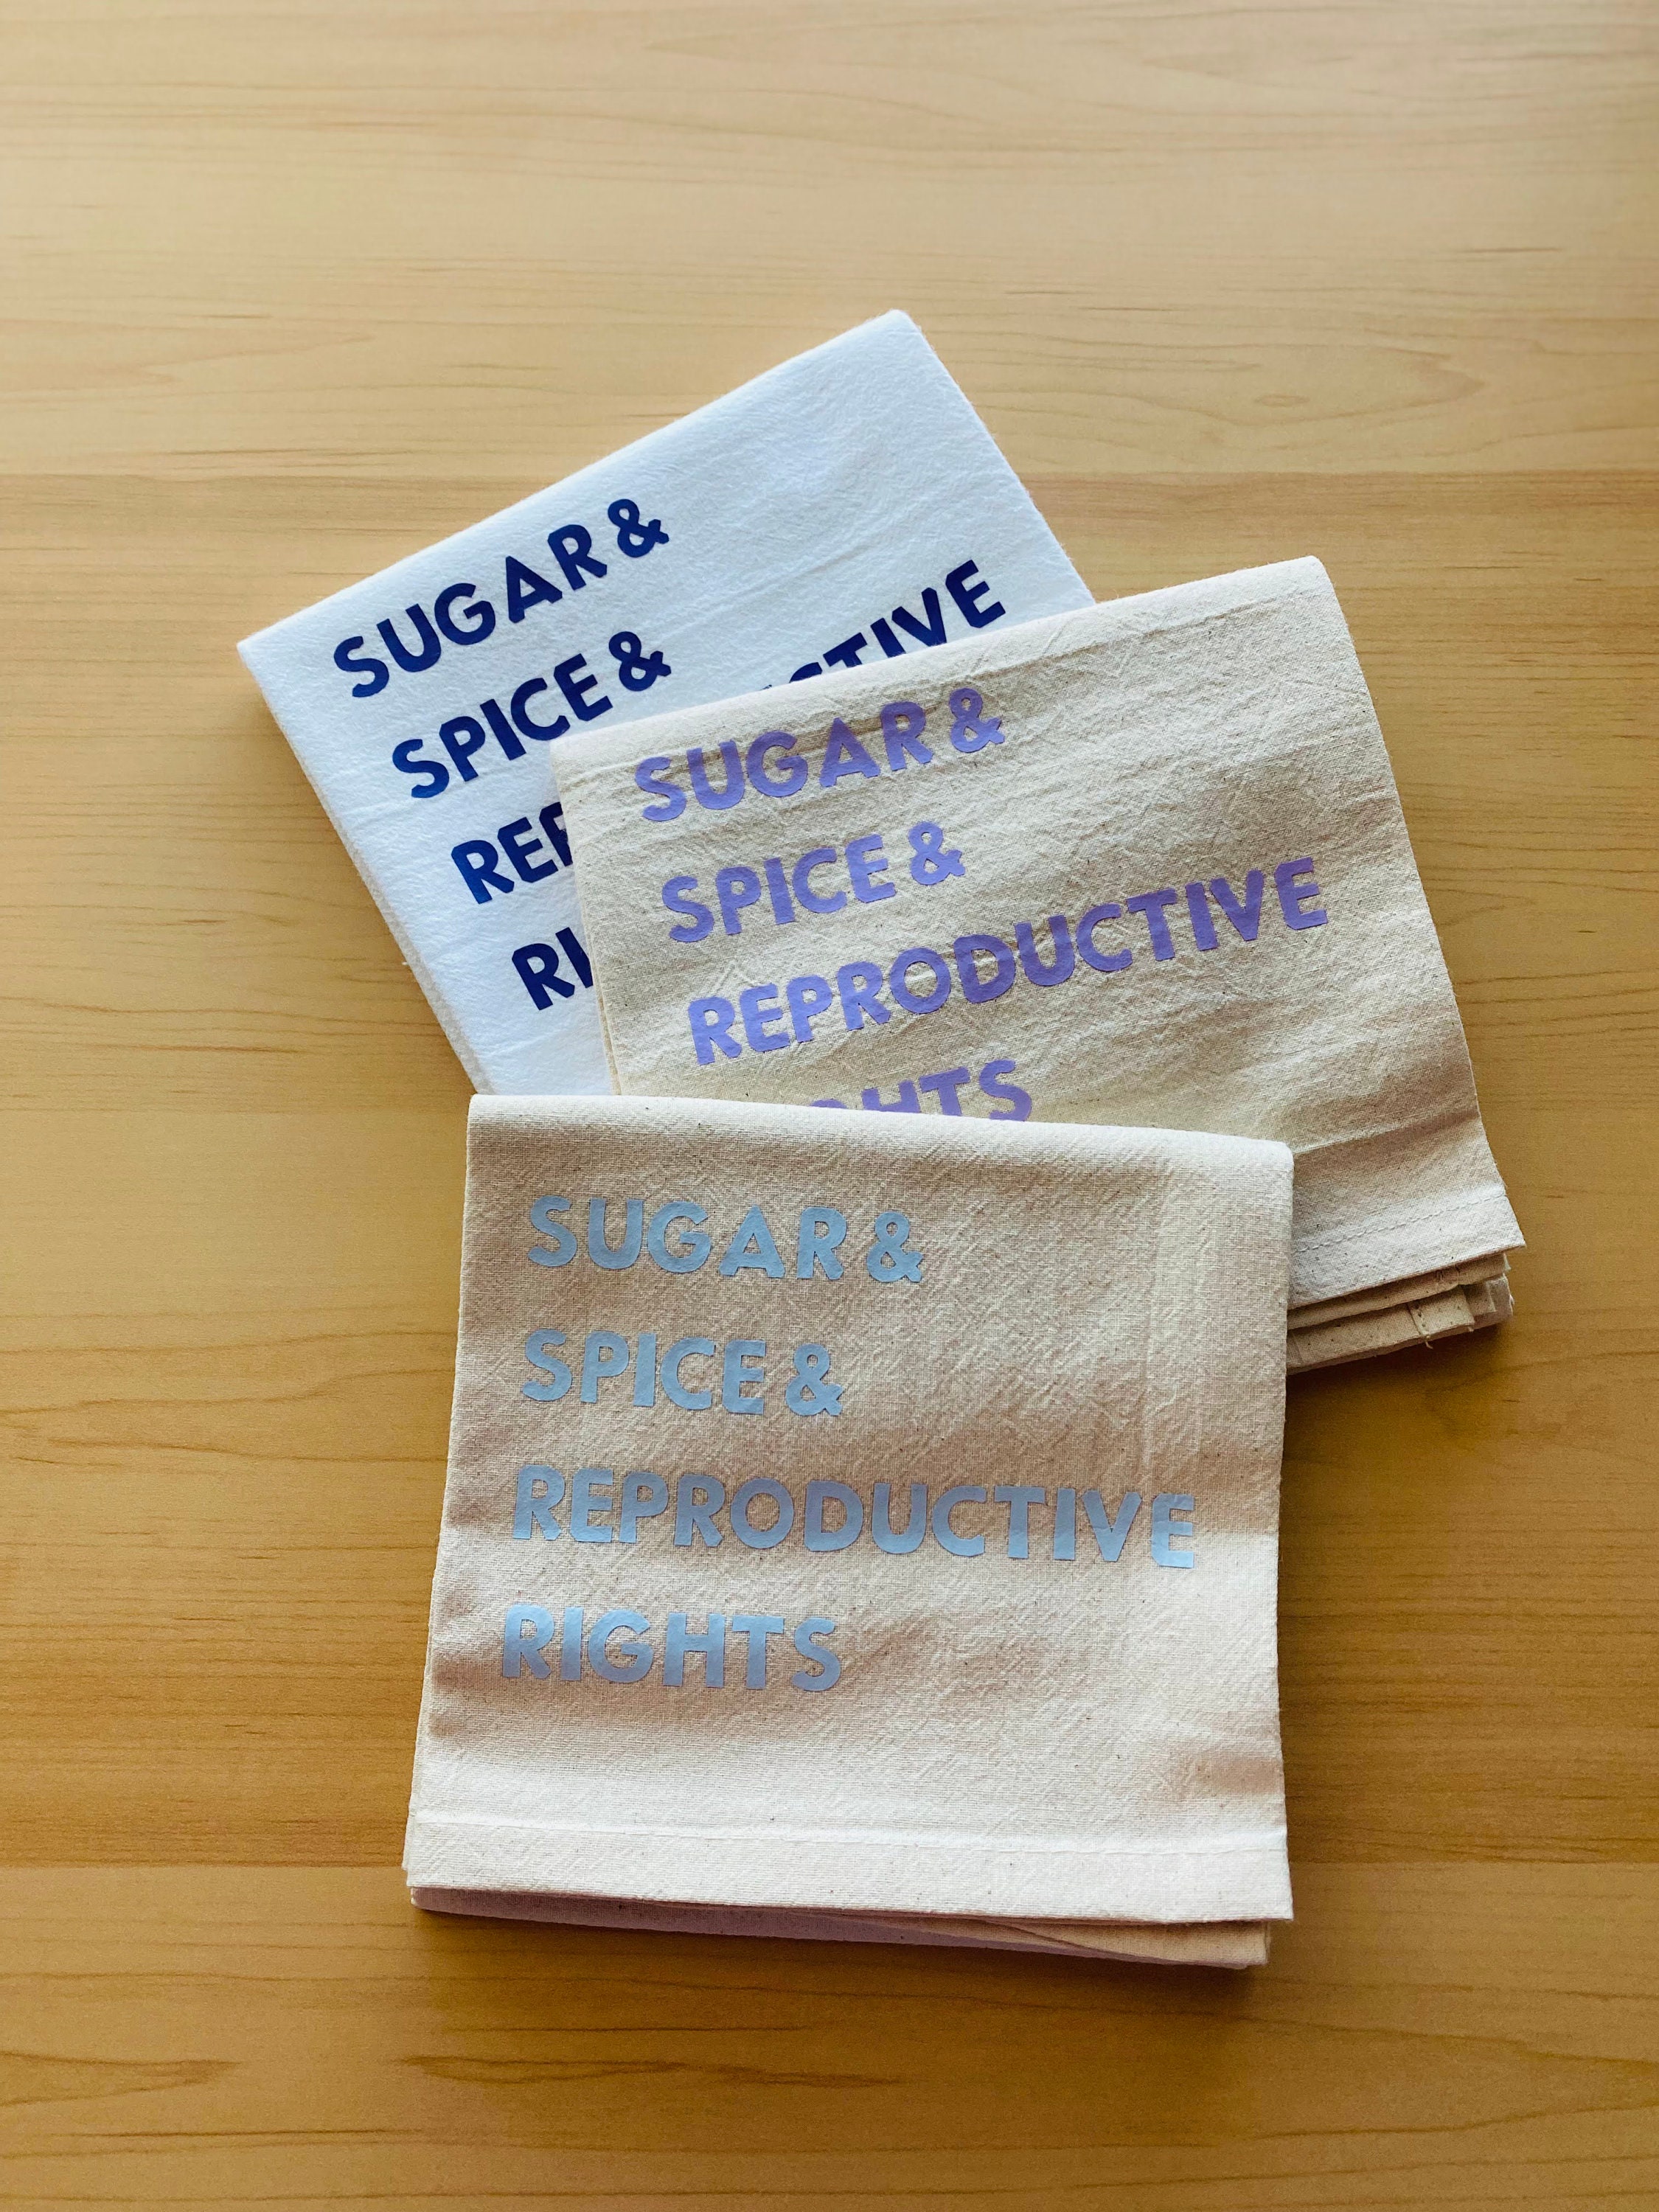 SUGAR &
SPICE &
SUGAR &
SPICE &
REPRODUCTIVE
SUGAR &
SPICE &
REPRODUCTIVE
RIGHTS